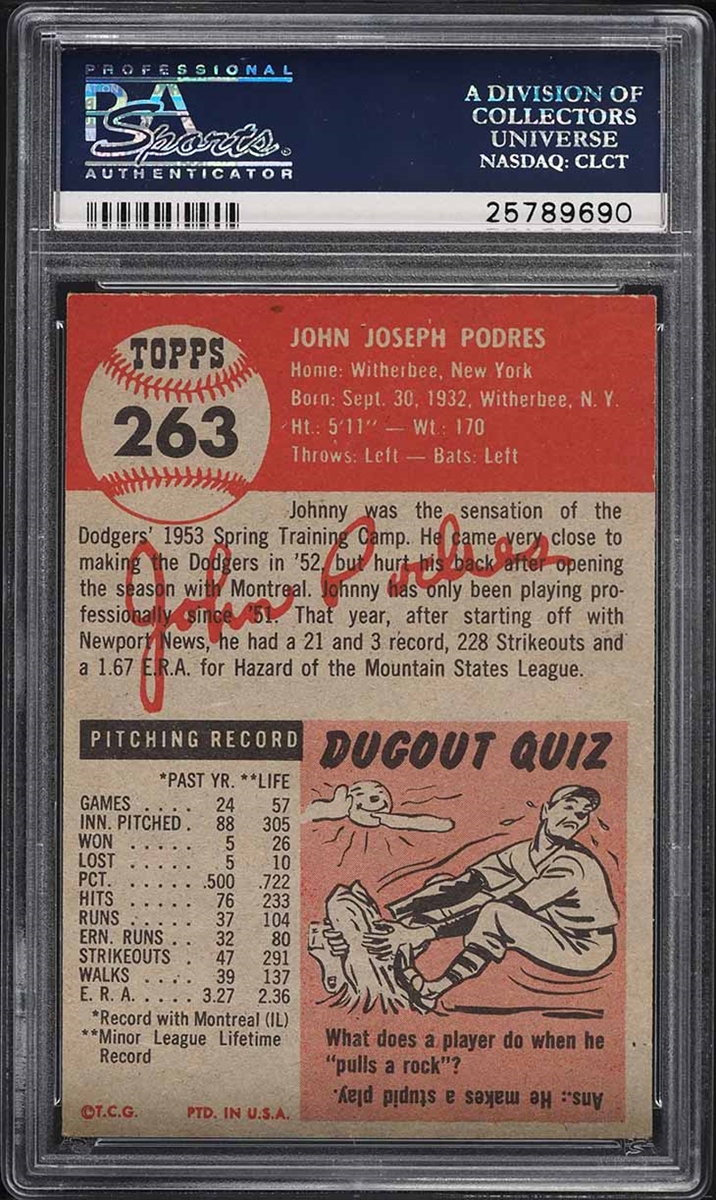 PROFESSIONAL
PSA
Sports
AUTHENTICATOR
A DIVISION OF
COLLECTORS
UNIVERSE
NASDAQ: CLCT
25789690
TOPPS
263
JOHN JOSEPH PODRES
Home: Witherbee, New York
Born: Sept. 30, 1932, Witherbee, N. Y.
Ht.: 5'11" — Wt.: 170
Throws: Left — Bats: Left
Johnny was the sensation of the
Dodgers' 1953 Spring Training Camp. He came very close to
making the Dodgers in '52, but hurt his back after opening
the season with Montreal. Johnny has only been playing pro-
fessionally since '51. That year, after starting off with
Newport News, he had a 21 and 3 record, 228 Strikeouts and
a 1.67 E.R.A. for Hazard of the Mountain States League.
John Podres
PITCHING RECORD
*PAST YR. **LIFE
GAMES . . . . 24 57
INN. PITCHED . 88 305
WON . . . . . 5 26
LOST . . . . . 5 10
PCT. . . . . . . .500 .722
HITS . . . . . 76 233
RUNS . . . . . 37 104
ERN. RUNS . . 32 80
STRIKEOUTS . 47 291
WALKS . . . . 39 137
E. R. A. . . . . . 3.27 2.36
*Record with Montreal (IL)
**Minor League Lifetime
Record
©T.C.G. PTD. IN U.S.A.
DUGOUT QUIZ
What does a player do when he
"pulls a rock"?
Ans.: He makes a stupid play.